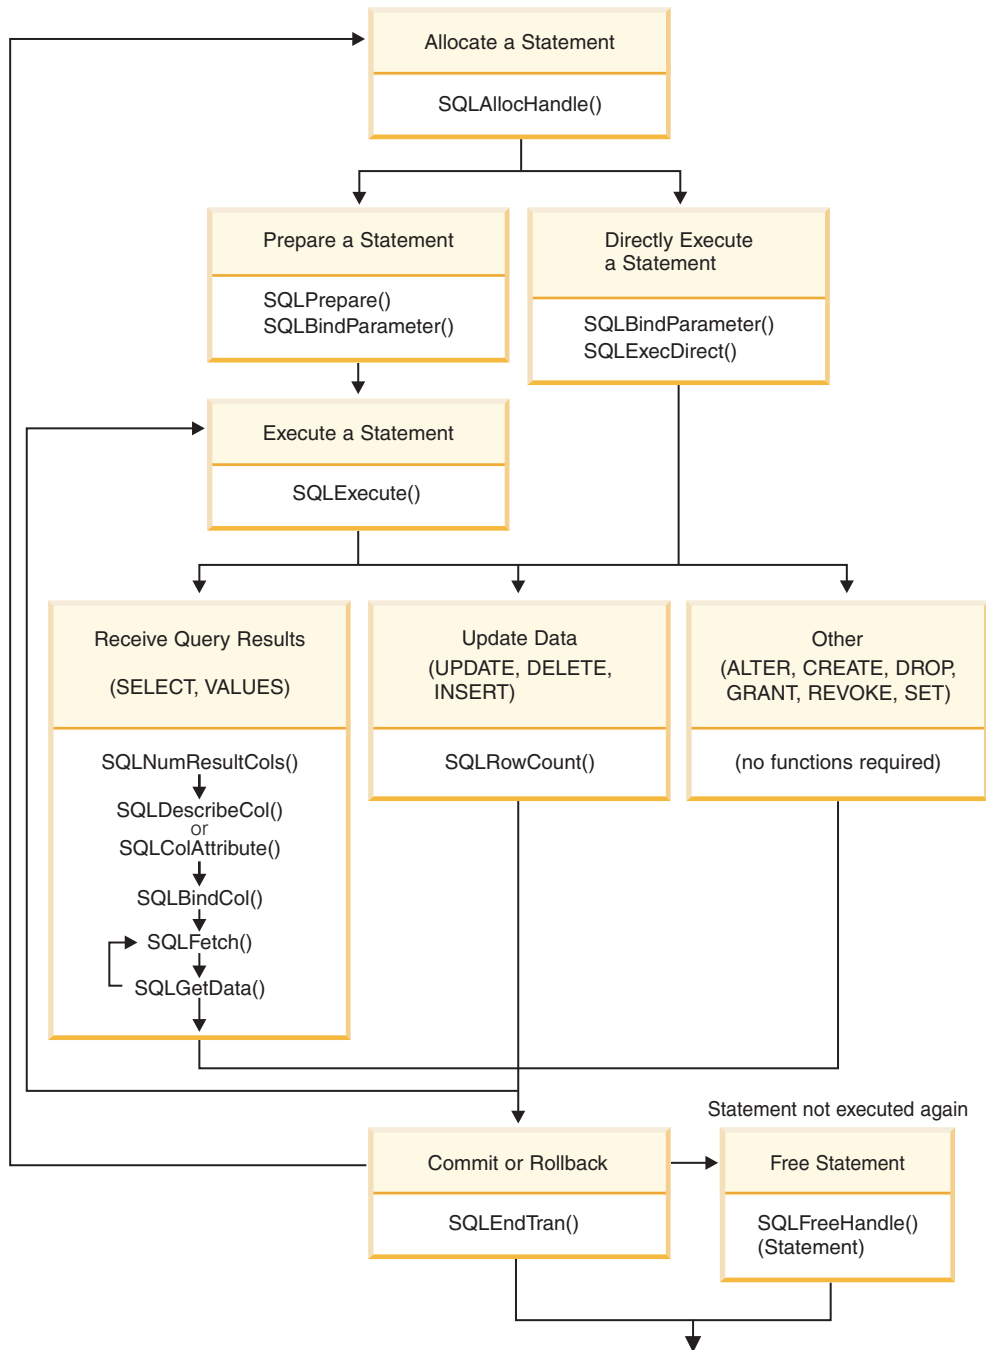 Allocate a Statement
SQLAllocHandle()
Prepare a Statement
SQLPrepare()
SQLBindParameter()
Directly Execute
a Statement
SQLBindParameter()
SQLExecDirect()
Execute a Statement
SQLExecute()
Receive Query Results
(SELECT, VALUES)
SQLNumResultCols()
SQLDescribeCol()
or
SQLColAttribute()
SQLBindCol()
SQLFetch()
SQLGetData()
Update Data
(UPDATE, DELETE,
INSERT)
SQLRowCount()
Other
(ALTER, CREATE, DROP,
GRANT, REVOKE, SET)
(no functions required)
Commit or Rollback
SQLEndTran()
Statement not executed again
Free Statement
SQLFreeHandle()
(Statement)